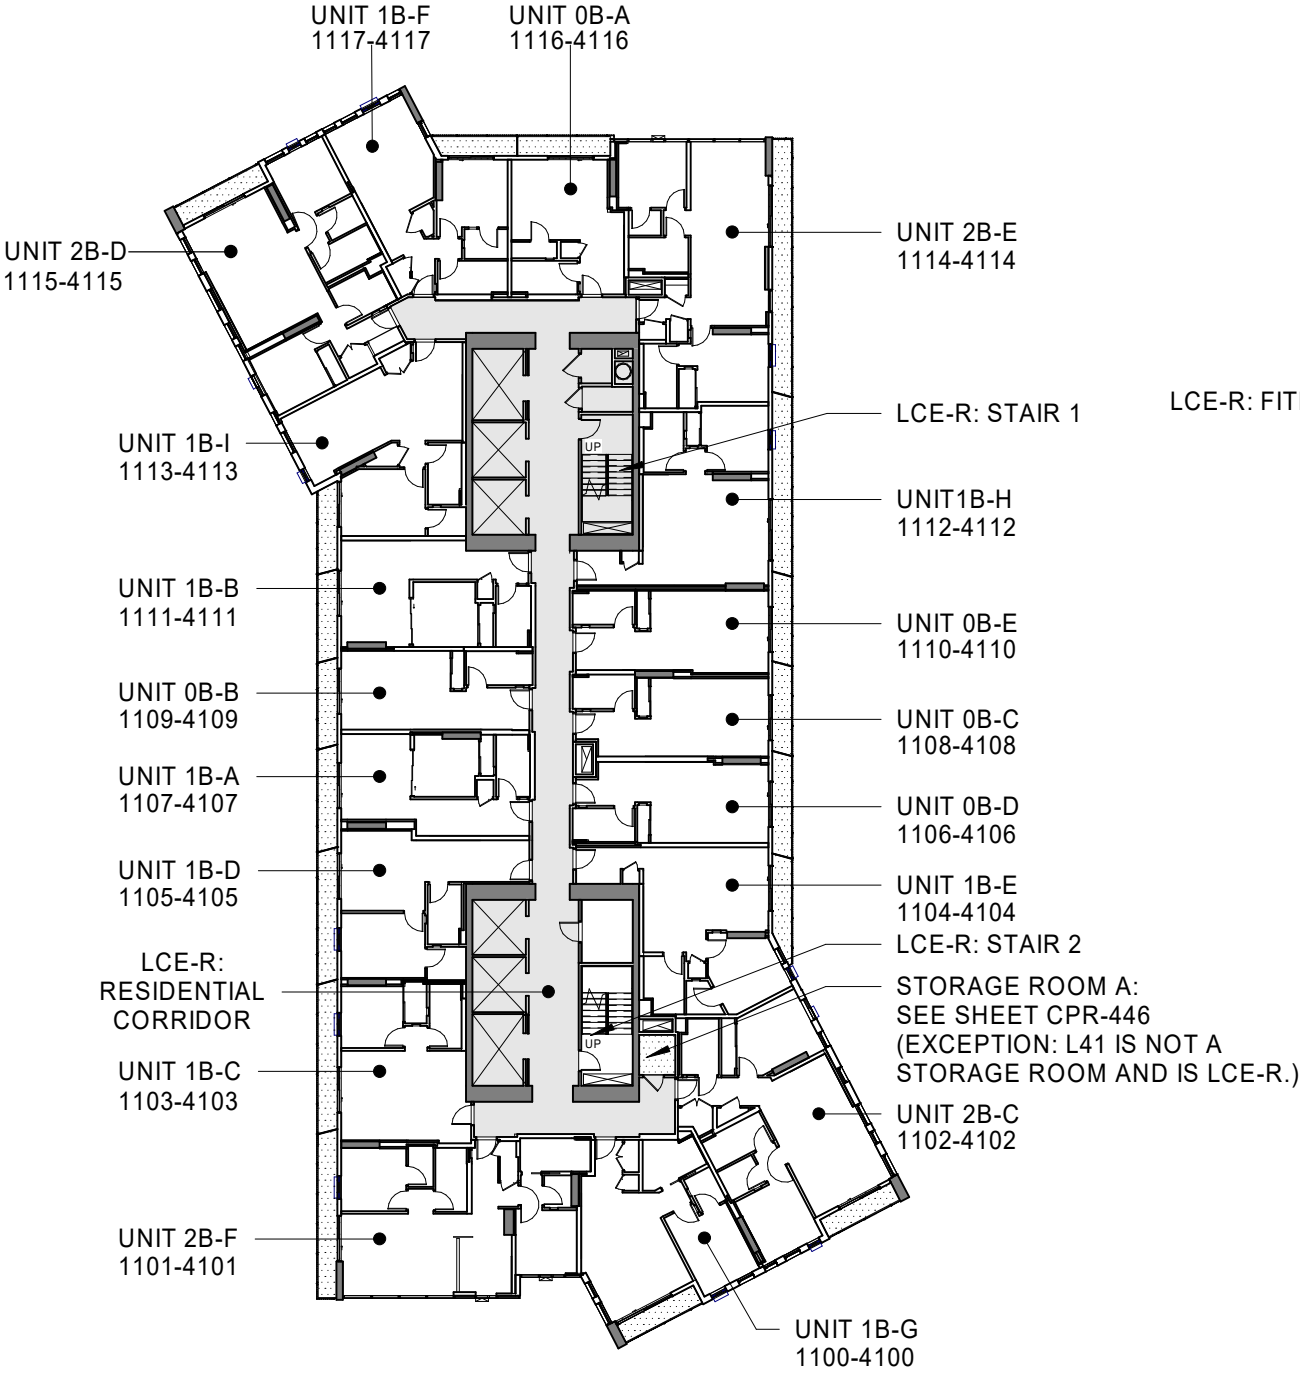 UNIT 1B-F
1117-4117
UNIT 0B-A
1116-4116
UNIT 2B-D
1115-4115
UNIT 2B-E
1114-4114
LCE-R: STAIR 1
LCE-R: FIT
UNIT 1B-I
1113-4113
UP
UNIT1B-H
1112-4112
UNIT 1B-B
1111-4111
UNIT 0B-E
1110-4110
UNIT 0B-B
1109-4109
UNIT 0B-C
1108-4108
UNIT 1B-A
1107-4107
UNIT 0B-D
1106-4106
UNIT 1B-D
1105-4105
UNIT 1B-E
1104-4104
LCE-R: STAIR 2
LCE-R:
RESIDENTIAL
CORRIDOR
STORAGE ROOM A:
SEE SHEET CPR-446
(EXCEPTION: L41 IS NOT A
STORAGE ROOM AND IS LCE-R.)
UP
UNIT 1B-C
1103-4103
UNIT 2B-C
1102-4102
UNIT 2B-F
1101-4101
UNIT 1B-G
1100-4100